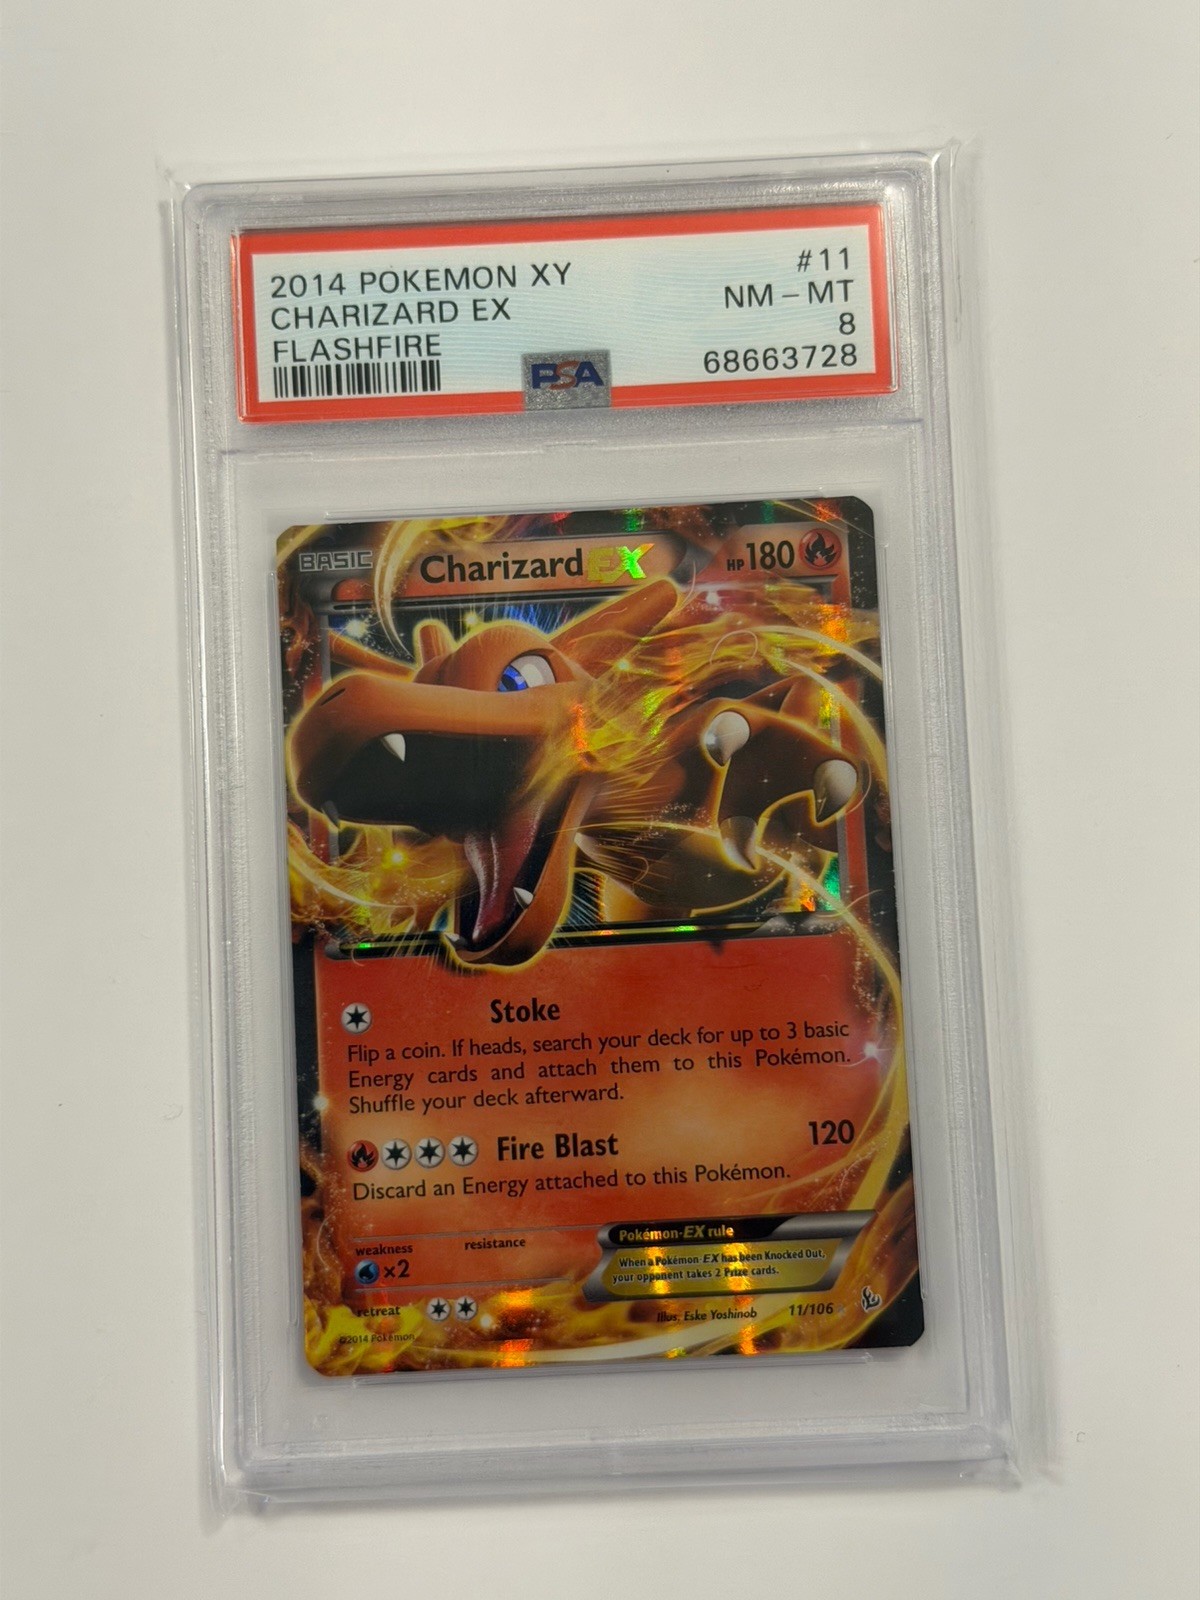 2014 POKEMON XY #11
CHARIZARD EX NM - MT
FLASHFIRE 8
PSA 68663728
BASIC Charizard EX HP 180
Stoke
Flip a coin. If heads, search your deck for up to 3 basic
Energy cards and attach them to this Pokémon.
Shuffle your deck afterward.
Fire Blast 120
Discard an Energy attached to this Pokémon.
weakness resistance
×2
Pokémon-EX rule
When a Pokémon-EX has been Knocked Out,
your opponent takes 2 Prize cards.
retreat
Illus. Eske Yoshinob 11/106
©2014 Pokémon